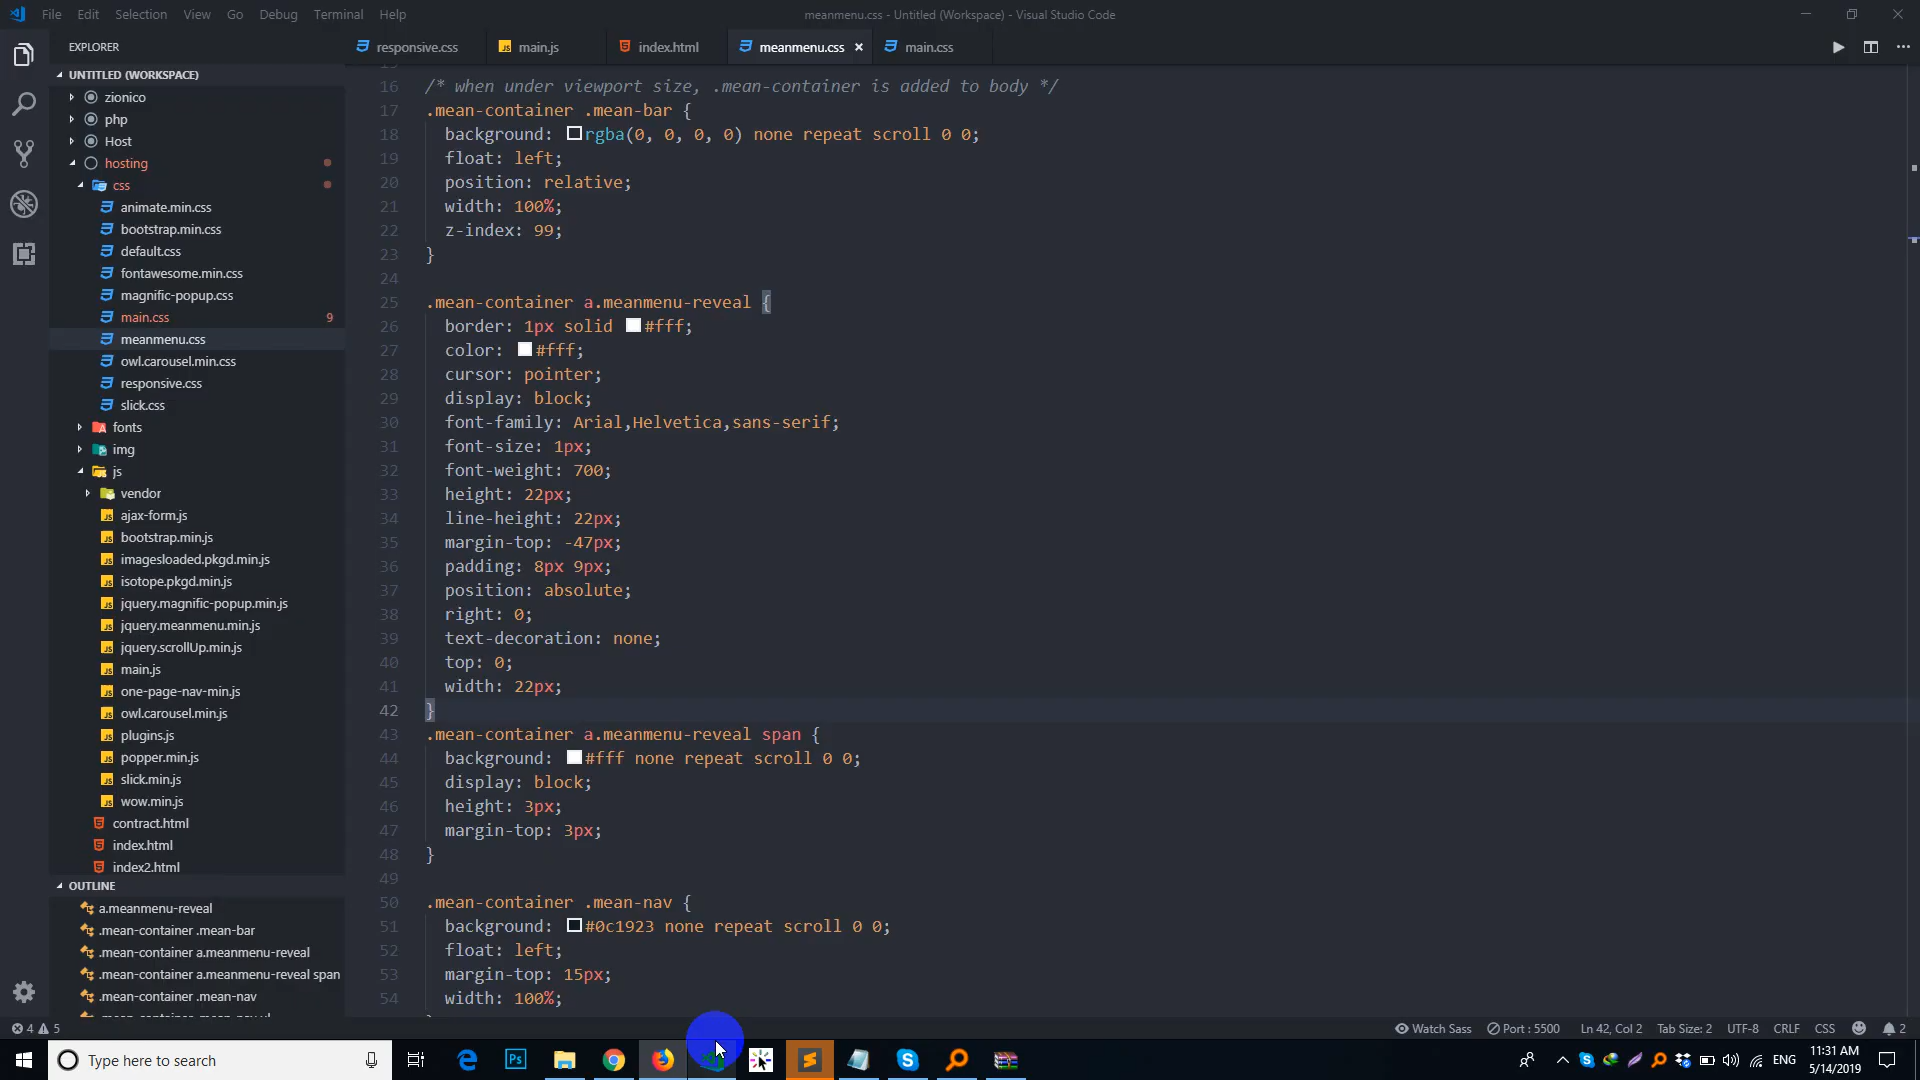 File Edit Selection View Go Debug Terminal Help
meanmenu.css - Untitled (Workspace) - Visual Studio Code
EXPLORER
responsive.css
main.js
index.html
meanmenu.css
main.css
UNTITLED (WORKSPACE)
zionico
php
Host
hosting
css
animate.min.css
bootstrap.min.css
default.css
fontawesome.min.css
magnific-popup.css
main.css 9
meanmenu.css
owl.carousel.min.css
responsive.css
slick.css
fonts
img
js
vendor
ajax-form.js
bootstrap.min.js
imagesloaded.pkgd.min.js
isotope.pkgd.min.js
jquery.magnific-popup.min.js
jquery.meanmenu.min.js
jquery.scrollUp.min.js
main.js
one-page-nav-min.js
owl.carousel.min.js
plugins.js
popper.min.js
slick.min.js
wow.min.js
contract.html
index.html
index2.html
OUTLINE
a.meanmenu-reveal
.mean-container .mean-bar
.mean-container a.meanmenu-reveal
.mean-container a.meanmenu-reveal span
.mean-container .mean-nav
16 /* when under viewport size, .mean-container is added to body */
17 .mean-container .mean-bar {
18 background: rgba(0, 0, 0, 0) none repeat scroll 0 0;
19 float: left;
20 position: relative;
21 width: 100%;
22 z-index: 99;
23 }
24
25 .mean-container a.meanmenu-reveal {
26 border: 1px solid #fff;
27 color: #fff;
28 cursor: pointer;
29 display: block;
30 font-family: Arial,Helvetica,sans-serif;
31 font-size: 1px;
32 font-weight: 700;
33 height: 22px;
34 line-height: 22px;
35 margin-top: -47px;
36 padding: 8px 9px;
37 position: absolute;
38 right: 0;
39 text-decoration: none;
40 top: 0;
41 width: 22px;
42 }
43 .mean-container a.meanmenu-reveal span {
44 background: #fff none repeat scroll 0 0;
45 display: block;
46 height: 3px;
47 margin-top: 3px;
48 }
49
50 .mean-container .mean-nav {
51 background: #0c1923 none repeat scroll 0 0;
52 float: left;
53 margin-top: 15px;
54 width: 100%;
4 5
Watch Sass Port : 5500 Ln 42, Col 2 Tab Size: 2 UTF-8 CRLF CSS 2
Type here to search
ENG
11:31 AM
5/14/2019